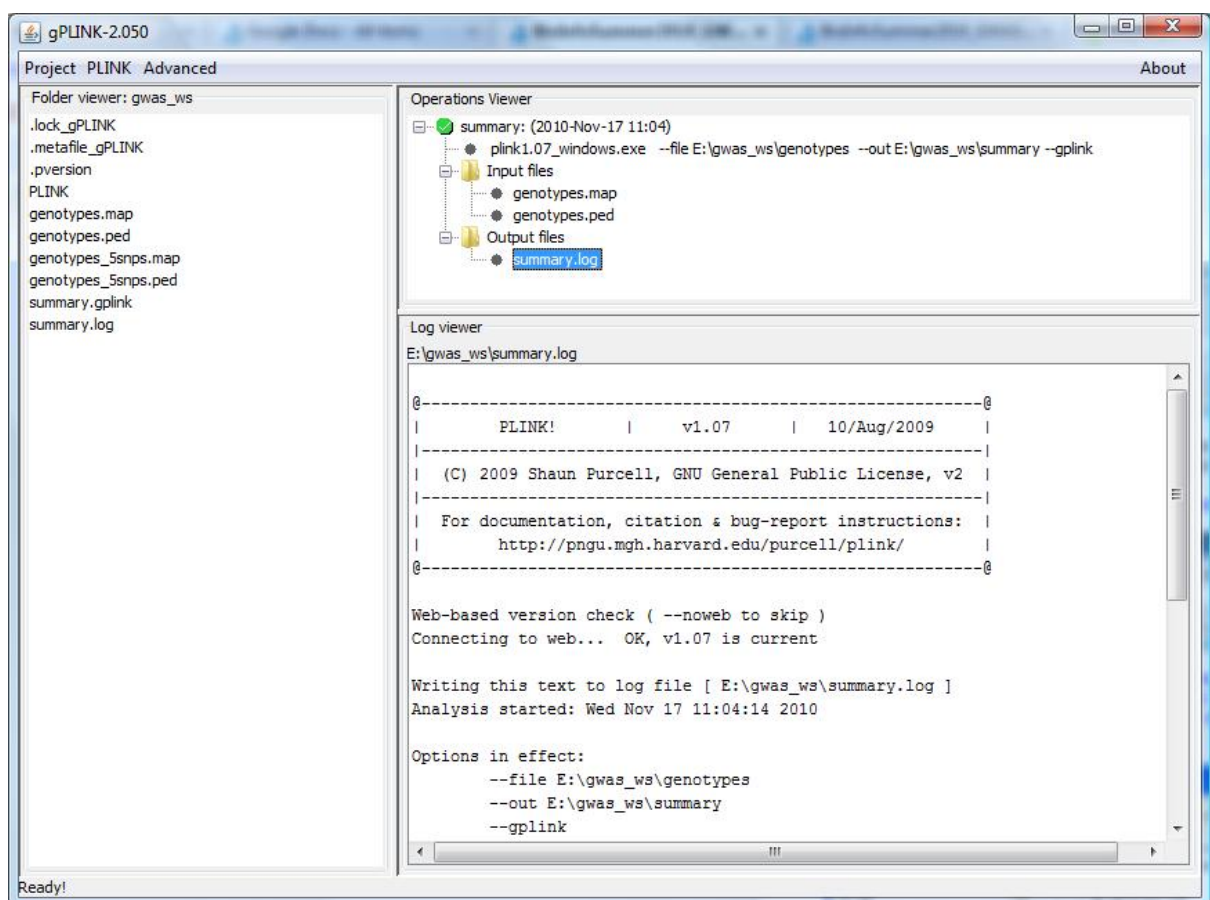 gPLINK-2.050
Project PLINK Advanced About
Folder viewer: gwas_ws
.lock_gPLINK
.metafile_gPLINK
.pversion
PLINK
genotypes.map
genotypes.ped
genotypes_5snps.map
genotypes_5snps.ped
summary.gplink
summary.log
Operations Viewer
summary: (2010-Nov-17 11:04)
plink1.07_windows.exe --file E:\gwas_ws\genotypes --out E:\gwas_ws\summary --gplink
Input files
genotypes.map
genotypes.ped
Output files
summary.log
Log viewer
E:\gwas_ws\summary.log
@----------------------------------------------------------@
|        PLINK!       |     v1.07      |   10/Aug/2009     |
|----------------------------------------------------------|
|  (C) 2009 Shaun Purcell, GNU General Public License, v2  |
|----------------------------------------------------------|
|  For documentation, citation & bug-report instructions:  |
|        http://pngu.mgh.harvard.edu/purcell/plink/        |
@----------------------------------------------------------@
Web-based version check ( --noweb to skip )
Connecting to web...  OK, v1.07 is current
Writing this text to log file [ E:\gwas_ws\summary.log ]
Analysis started: Wed Nov 17 11:04:14 2010
Options in effect:
--file E:\gwas_ws\genotypes
--out E:\gwas_ws\summary
--gplink
Ready!